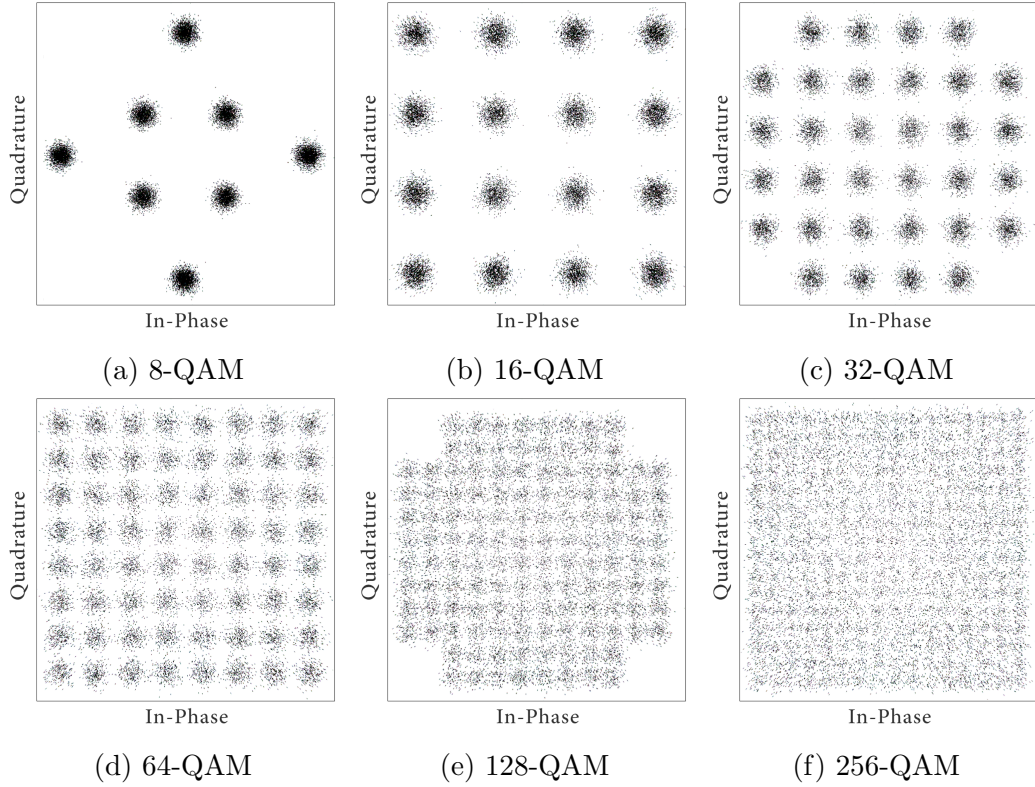 Quadrature
In-Phase
(a) 8-QAM
Quadrature
In-Phase
(b) 16-QAM
Quadrature
In-Phase
(c) 32-QAM
Quadrature
In-Phase
(d) 64-QAM
Quadrature
In-Phase
(e) 128-QAM
Quadrature
In-Phase
(f) 256-QAM